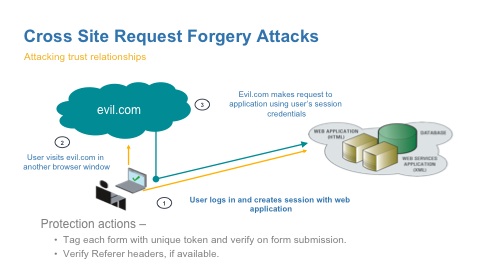 Cross Site Request Forgery Attacks
Attacking trust relationships
evil.com
3
Evil.com makes request to
application using user's session
credentials
2
User visits evil.com in
another browser window
WEB APPLICATION
(HTML)
DATABASE
WEB SERVICES
APPLICATION
(XML)
1
User logs in and creates session with web
application
Protection actions –
• Tag each form with unique token and verify on form submission.
• Verify Referer headers, if available.